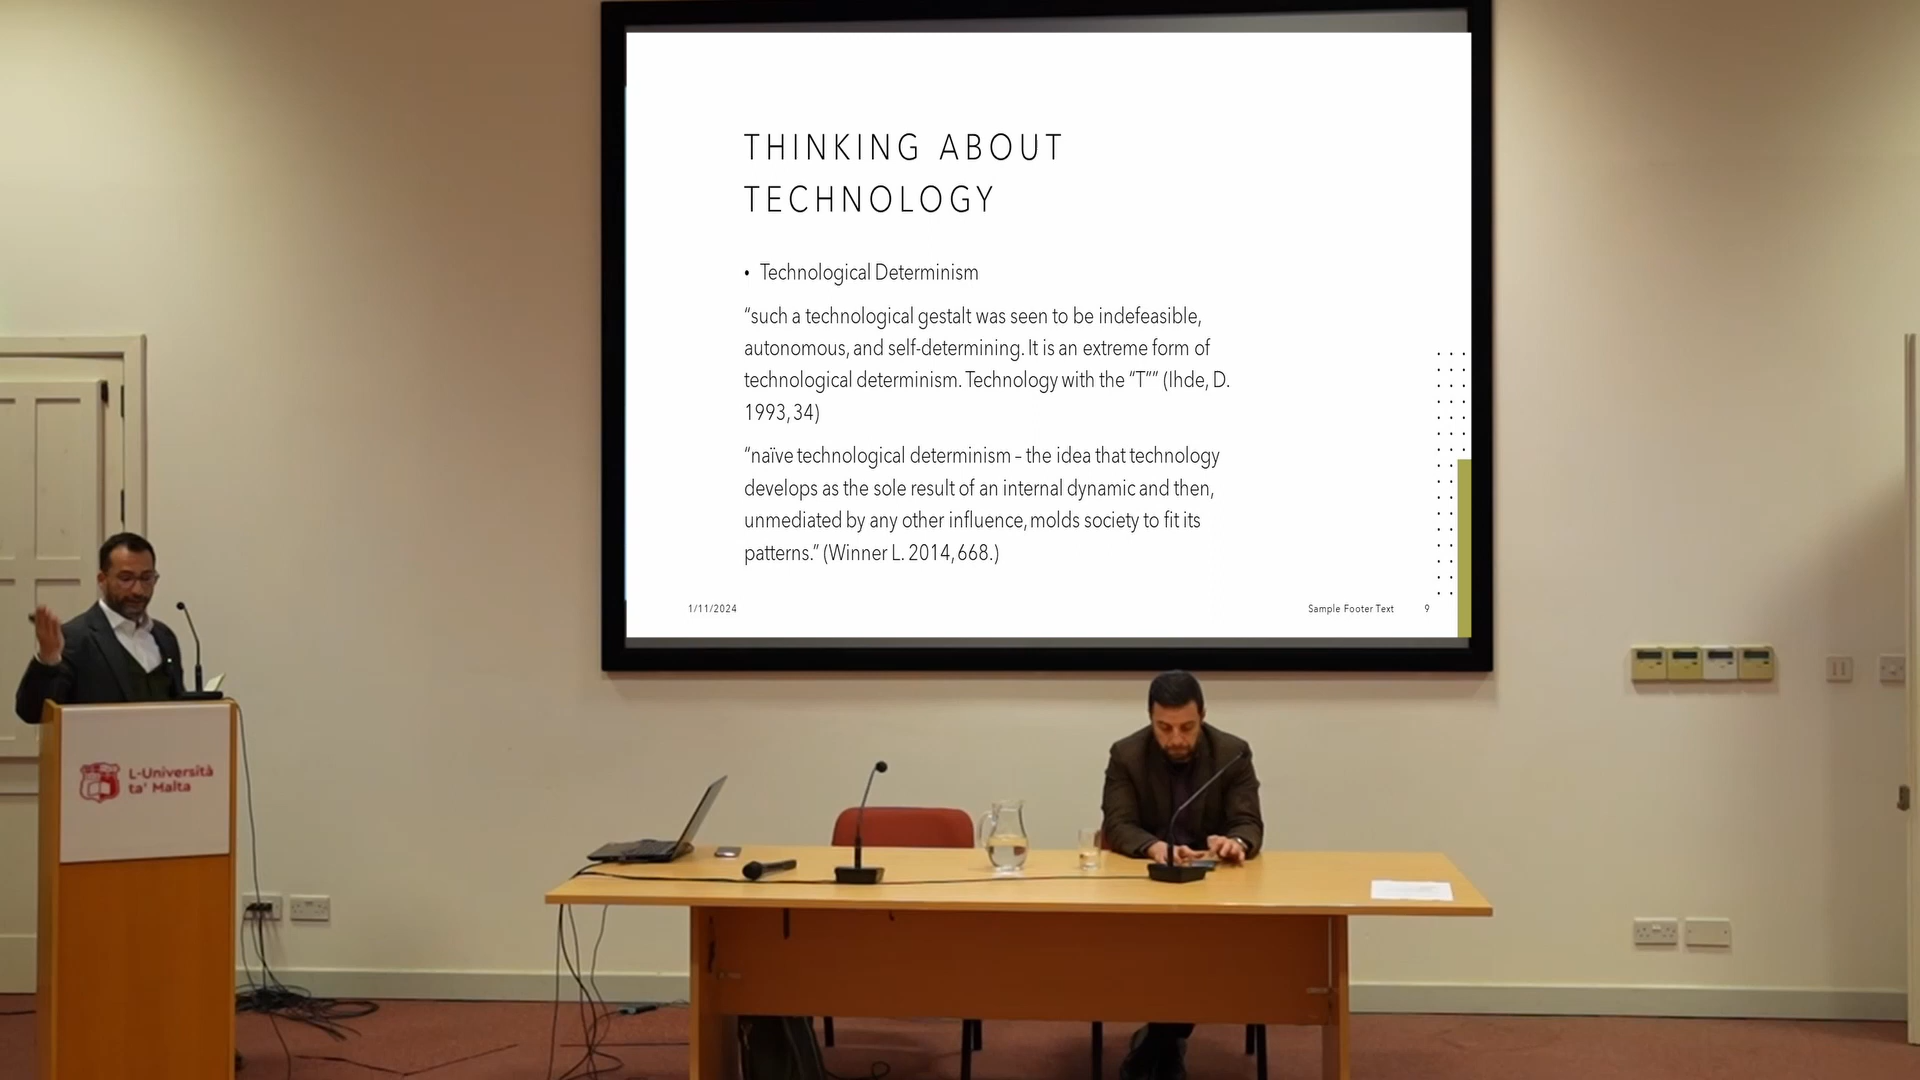 THINKING ABOUT
TECHNOLOGY
• Technological Determinism
“such a technological gestalt was seen to be indefeasible,
autonomous, and self-determining. It is an extreme form of
technological determinism. Technology with the “T”” (Ihde, D.
1993, 34)
“naïve technological determinism – the idea that technology
develops as the sole result of an internal dynamic and then,
unmediated by any other influence, molds society to fit its
patterns.” (Winner L. 2014, 668.)
1/11/2024
Sample Footer Text
9
L-Università
ta' Malta